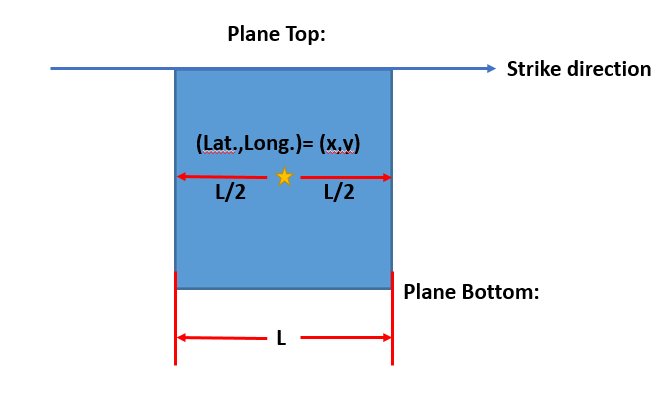 Plane Top:
Strike direction
(Lat.,Long.)= (x,y)
L/2
L/2
Plane Bottom:
L